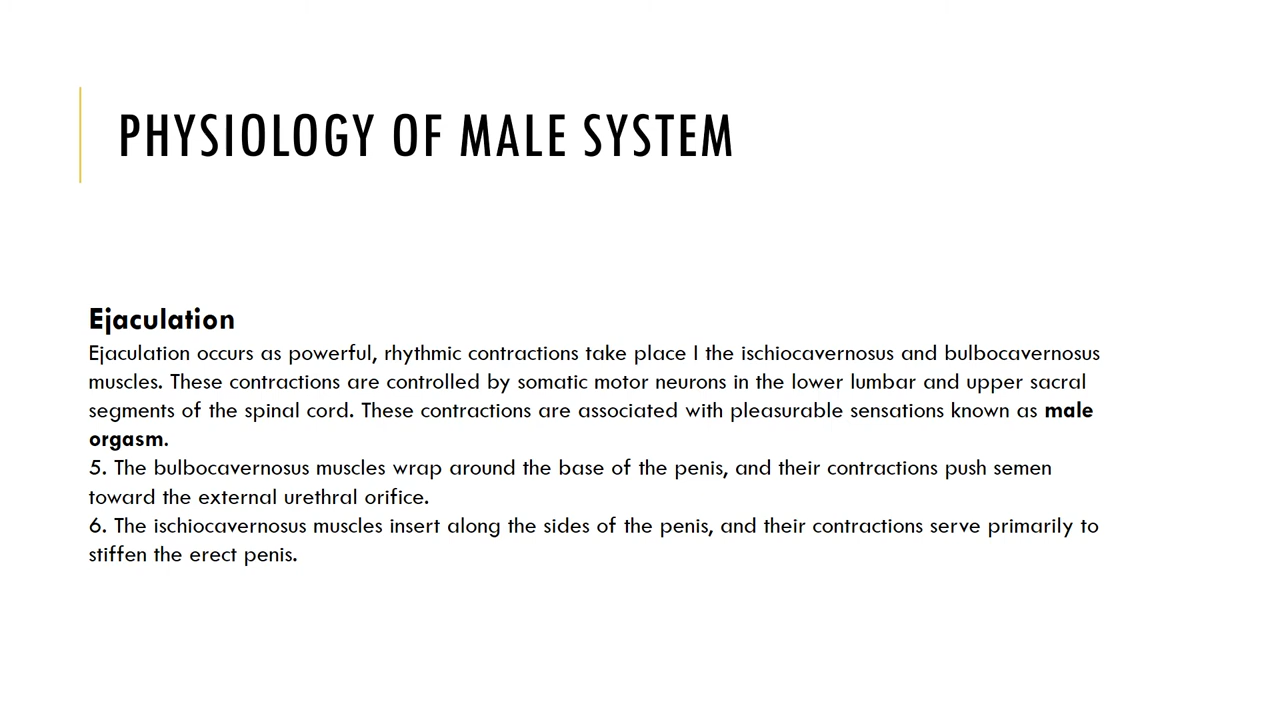 PHYSIOLOGY OF MALE SYSTEM
Ejaculation
Ejaculation occurs as powerful, rhythmic contractions take place I the ischiocavernosus and bulbocavernosus
muscles. These contractions are controlled by somatic motor neurons in the lower lumbar and upper sacral
segments of the spinal cord. These contractions are associated with pleasurable sensations known as male
orgasm.
5. The bulbocavernosus muscles wrap around the base of the penis, and their contractions push semen
toward the external urethral orifice.
6. The ischiocavernosus muscles insert along the sides of the penis, and their contractions serve primarily to
stiffen the erect penis.